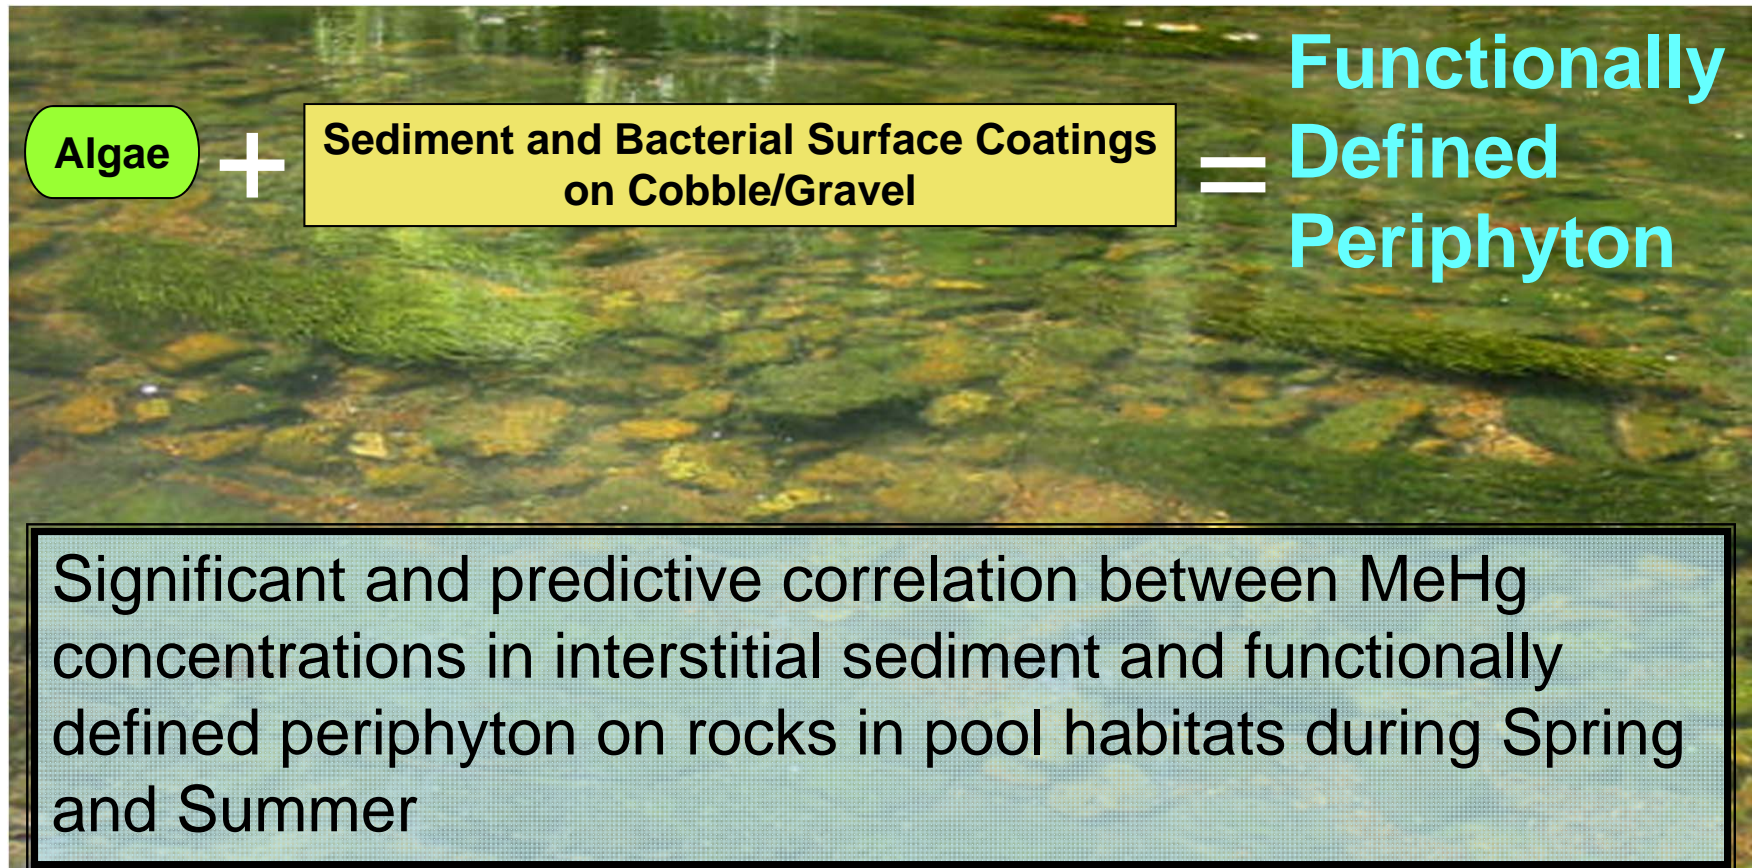 Algae
+
Sediment and Bacterial Surface Coatings
on Cobble/Gravel
=
Functionally
Defined
Periphyton
Significant and predictive correlation between MeHg
concentrations in interstitial sediment and functionally
defined periphyton on rocks in pool habitats during Spring
and Summer